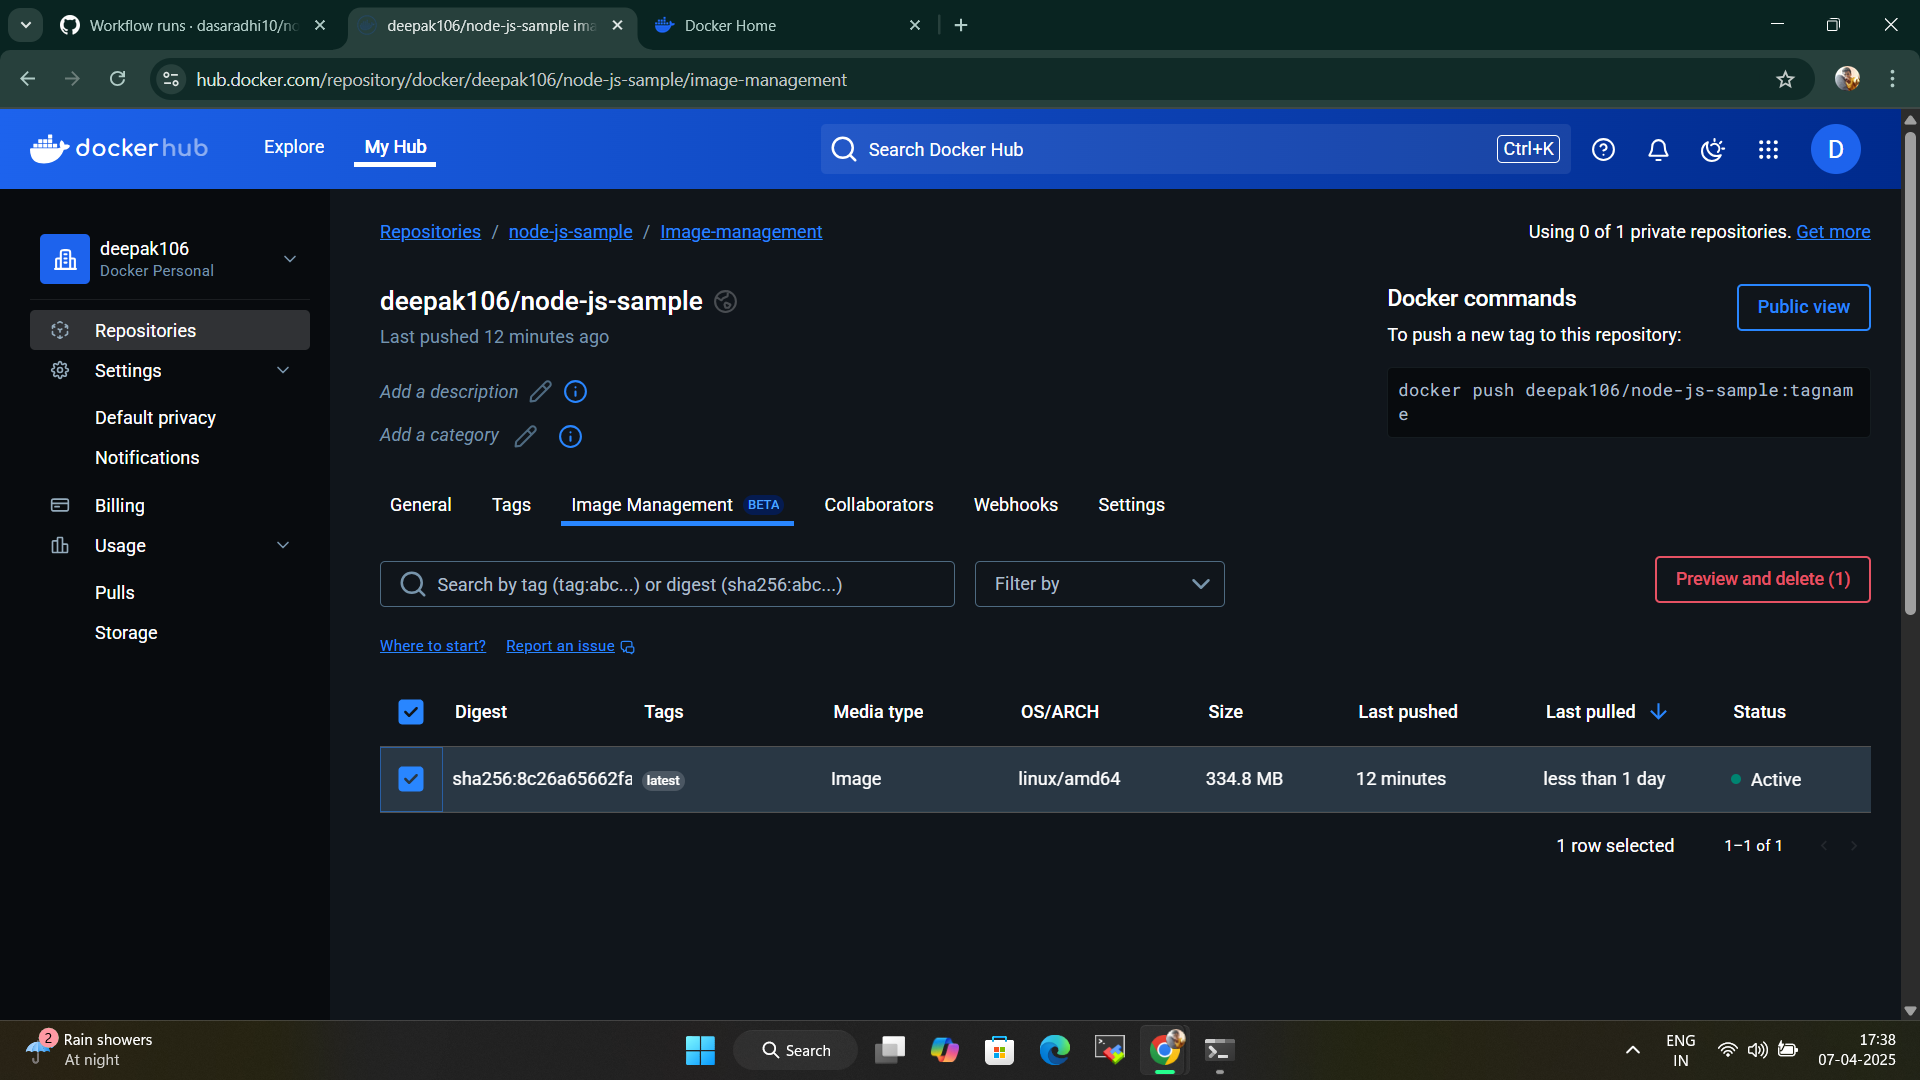 Workflow runs · dasaradhi10/no
deepak106/node-js-sample ima
Docker Home
hub.docker.com/repository/docker/deepak106/node-js-sample/image-management
docker hub
Explore
My Hub
Search Docker Hub
Ctrl+K
D
deepak106
Docker Personal
Repositories
Settings
Default privacy
Notifications
Billing
Usage
Pulls
Storage
Repositories / node-js-sample / Image-management
Using 0 of 1 private repositories. Get more
deepak106/node-js-sample
Last pushed 12 minutes ago
Add a description
Add a category
Docker commands
Public view
To push a new tag to this repository:
docker push deepak106/node-js-sample:tagnam
e
General
Tags
Image Management BETA
Collaborators
Webhooks
Settings
Search by tag (tag:abc...) or digest (sha256:abc...)
Filter by
Preview and delete (1)
Where to start?
Report an issue
Digest Tags Media type OS/ARCH Size Last pushed Last pulled Status
sha256:8c26a65662fa latest Image linux/amd64 334.8 MB 12 minutes less than 1 day Active
1 row selected
1–1 of 1
2
Rain showers
At night
Search
ENG
IN
17:38
07-04-2025